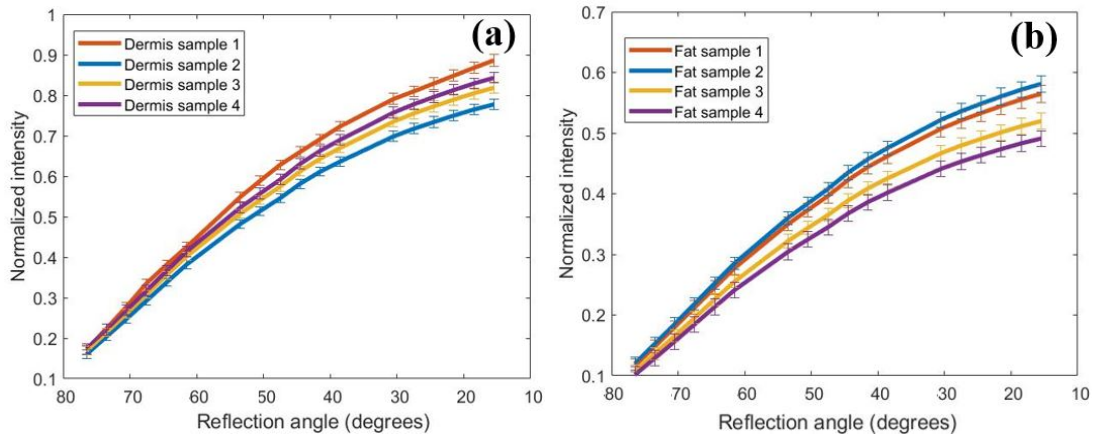 (a)
Dermis sample 1
Dermis sample 2
Dermis sample 3
Dermis sample 4
Normalized intensity
1
0.9
0.8
0.7
0.6
0.5
0.4
0.3
0.2
0.1
80 70 60 50 40 30 20 10
Reflection angle (degrees)
(b)
Fat sample 1
Fat sample 2
Fat sample 3
Fat sample 4
Normalized intensity
0.7
0.6
0.5
0.4
0.3
0.2
0.1
80 70 60 50 40 30 20 10
Reflection angle (degrees)